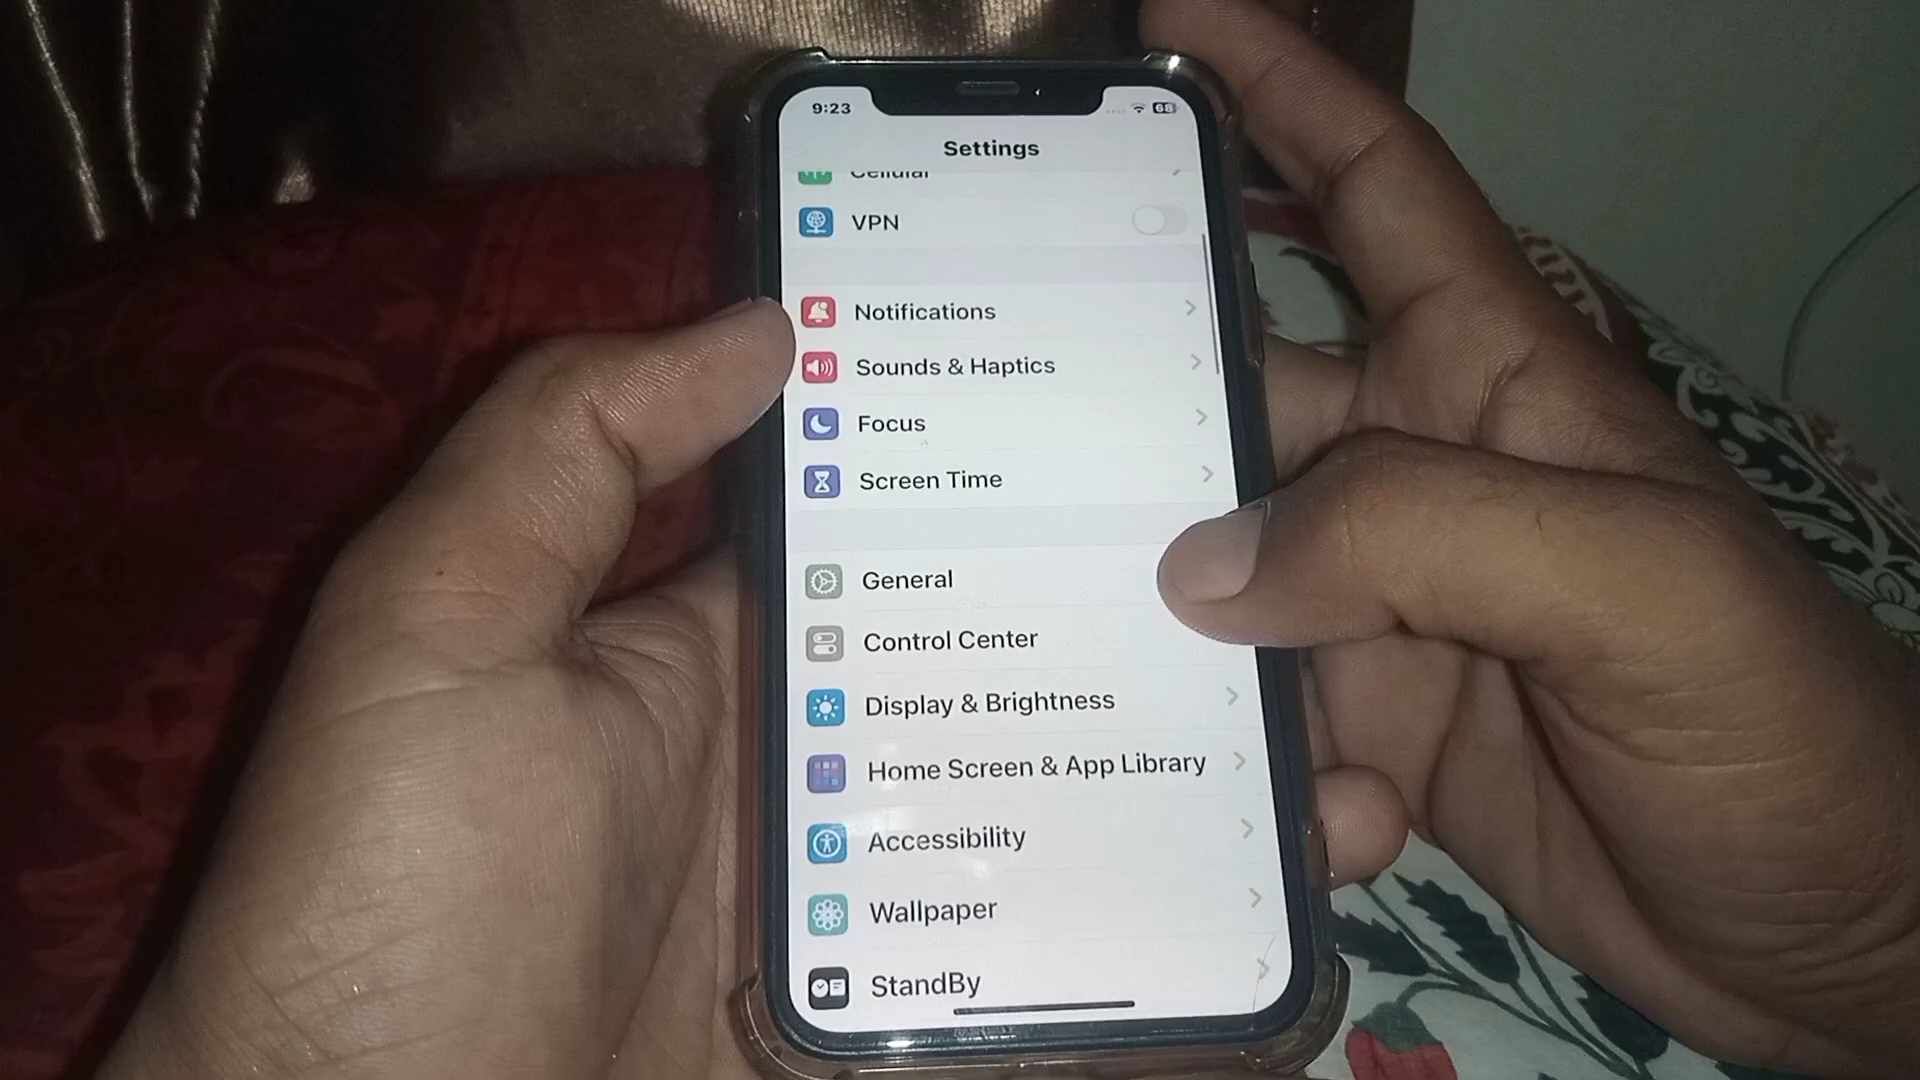 9:23
68
Settings
Cellular
VPN
Notifications
Sounds & Haptics
Focus
Screen Time
General
Control Center
Display & Brightness
Home Screen & App Library
Accessibility
Wallpaper
StandBy